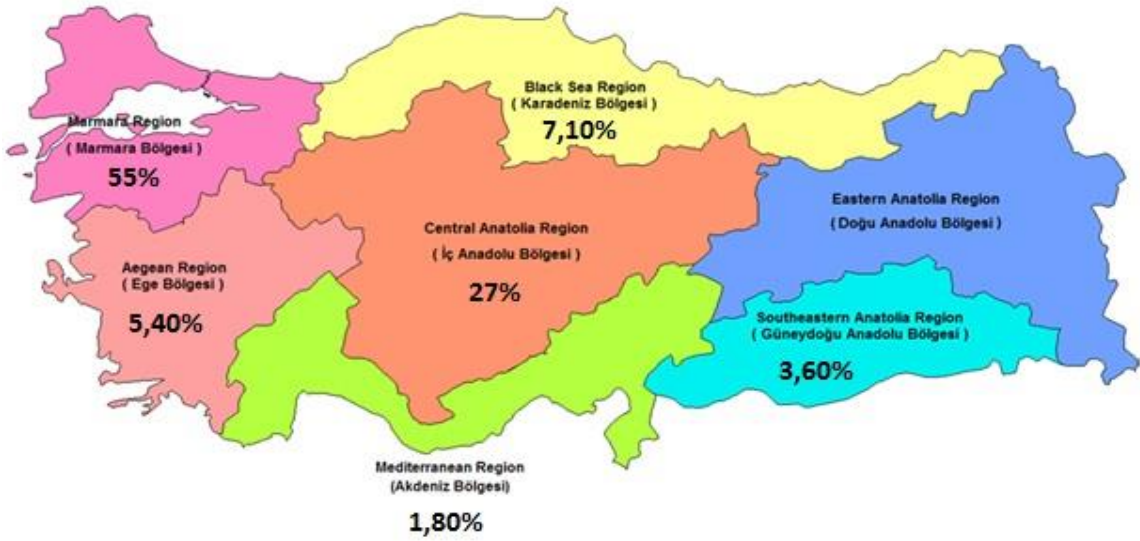 Black Sea Region
( Karadeniz Bölgesi )
7,10%
Marmara Region
( Marmara Bölgesi )
55%
Eastern Anatolia Region
( Doğu Anadolu Bölgesi )
Central Anatolia Region
( İç Anadolu Bölgesi )
27%
Aegean Region
( Ege Bölgesi )
5,40%
Southeastern Anatolia Region
( Güneydoğu Anadolu Bölgesi )
3,60%
Mediterranean Region
(Akdeniz Bölgesi)
1,80%